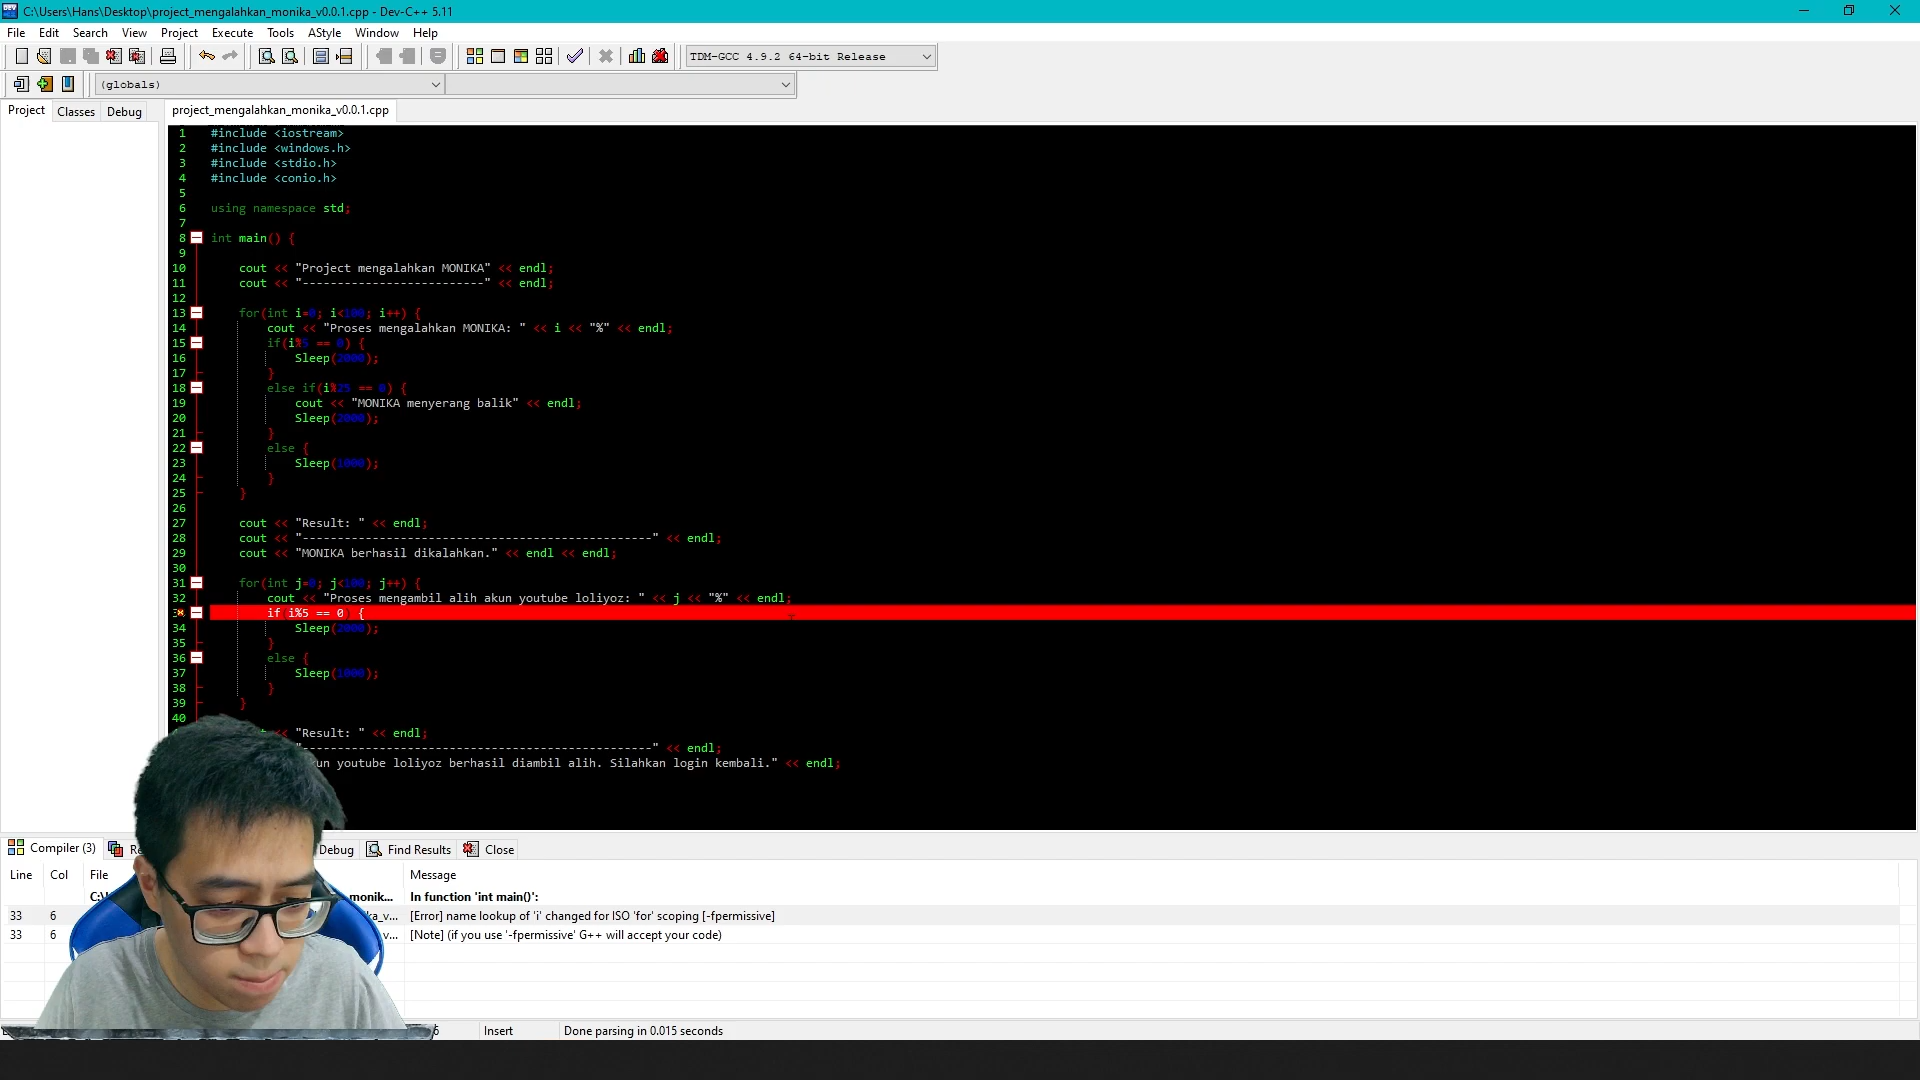 C:\Users\Hans\Desktop\project_mengalahkan_monika_v0.0.1.cpp - Dev-C++ 5.11
File Edit Search View Project Execute Tools AStyle Window Help
TDM-GCC 4.9.2 64-bit Release
(globals)
Project Classes Debug project_mengalahkan_monika_v0.0.1.cpp
1 #include <iostream>
2 #include <windows.h>
3 #include <stdio.h>
4 #include <conio.h>
5
6 using namespace std;
7
8 int main() {
9
10 cout << "Project mengalahkan MONIKA" << endl;
11 cout << "--------------------------" << endl;
12
13 for(int i=0; i<100; i++) {
14 cout << "Proses mengalahkan MONIKA: " << i << "%" << endl;
15 if(i%5 == 0) {
16 Sleep(2000);
17 }
18 else if(i%25 == 0) {
19 cout << "MONIKA menyerang balik" << endl;
20 Sleep(2000);
21 }
22 else {
23 Sleep(1000);
24 }
25 }
26
27 cout << "Result: " << endl;
28 cout << "--------------------------------------------------" << endl;
29 cout << "MONIKA berhasil dikalahkan." << endl << endl;
30
31 for(int j=0; j<100; j++) {
32 cout << "Proses mengambil alih akun youtube loliyoz: " << j << "%" << endl;
if(i%5 == 0) {
34 Sleep(2000);
35 }
36 else {
37 Sleep(1000);
38 }
39 }
40
<< "Result: " << endl;
--------------------------------------------------" << endl;
youtube loliyoz berhasil diambil alih. Silahkan login kembali." << endl;
Compiler (3) Debug Find Results Close
Line Col File Message
monik... In function 'int main()':
33 6 ka_v... [Error] name lookup of 'i' changed for ISO 'for' scoping [-fpermissive]
33 6 v... [Note] (if you use '-fpermissive' G++ will accept your code)
Insert Done parsing in 0.015 seconds